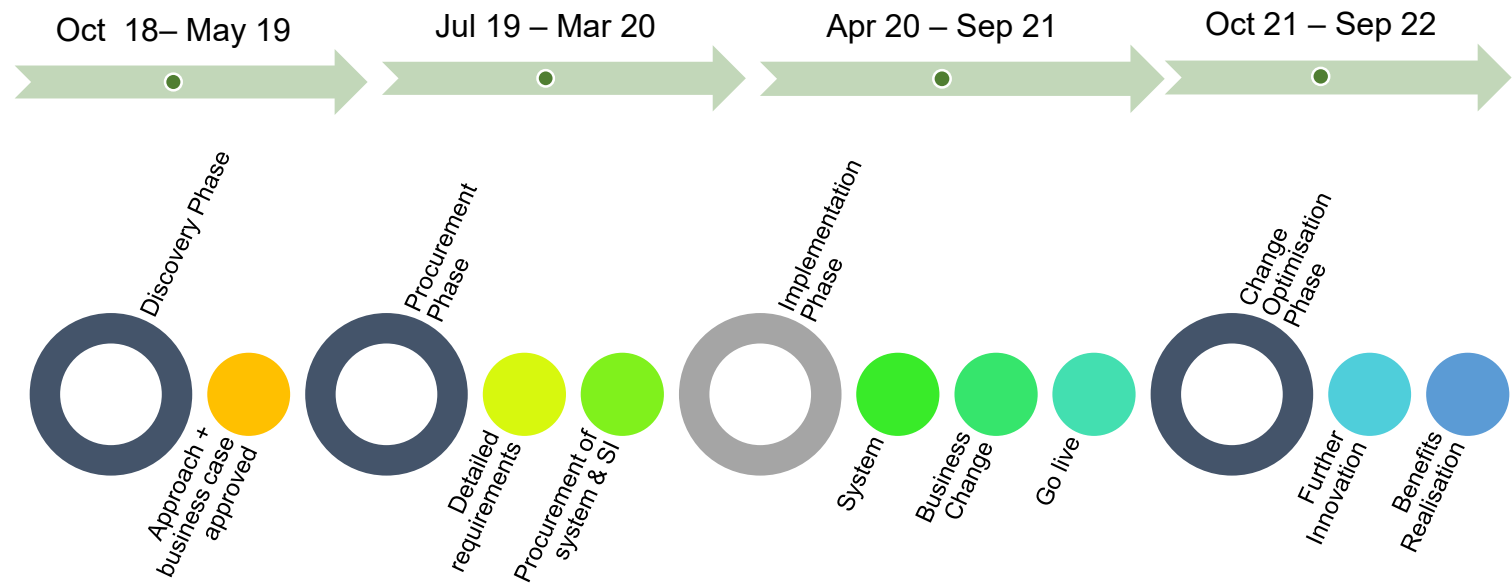 Oct  18– May 19
Jul 19 – Mar 20
Apr 20 – Sep 21
Oct 21 – Sep 22
Discovery Phase
Approach +
business case
approved
Procurement
Phase
Detailed
requirements
Procurement of
system & SI
Implementation
Phase
System
Business
Change
Go live
Change
Optimisation
Phase
Further
Innovation
Benefits
Realisation